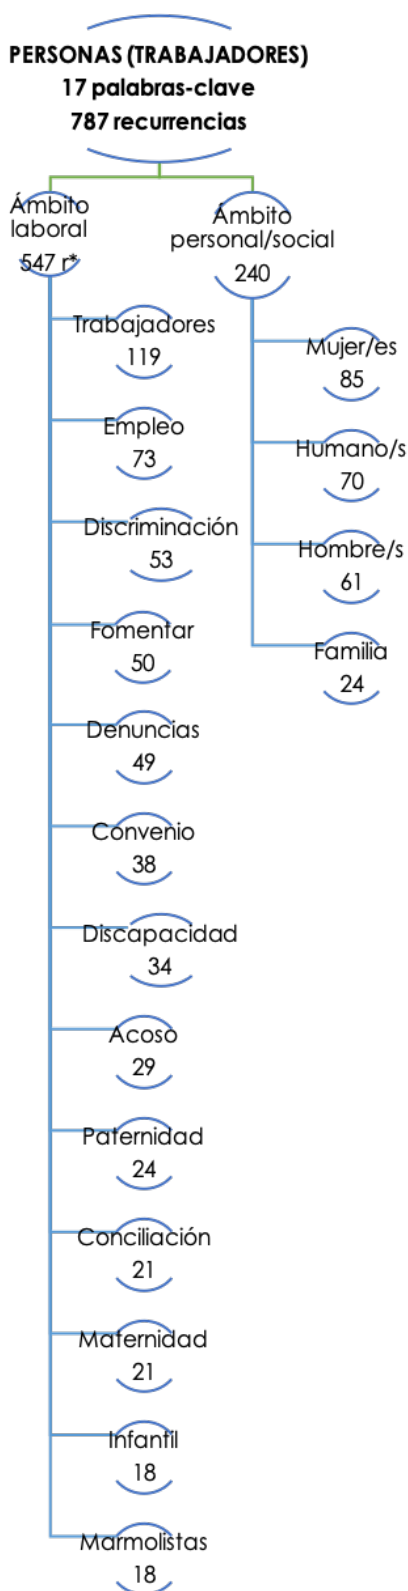 PERSONAS (TRABAJADORES)
17 palabras-clave
787 recurrencias
Ámbito
laboral
547 r*
Trabajadores
119
Empleo
73
Discriminación
53
Fomentar
50
Denuncias
49
Convenio
38
Discapacidad
34
Acoso
29
Paternidad
24
Conciliación
21
Maternidad
21
Infantil
18
Marmolistas
18
Ámbito
personal/social
240
Mujer/es
85
Humano/s
70
Hombre/s
61
Familia
24